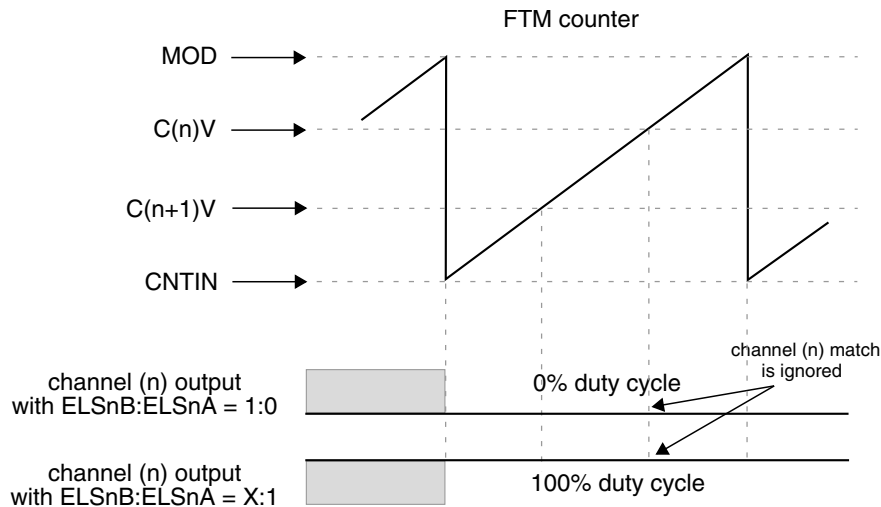 FTM counter
MOD
C(n)V
C(n+1)V
CNTIN
channel (n) match
is ignored
channel (n) output
with ELSnB:ELSnA = 1:0
0% duty cycle
channel (n) output
with ELSnB:ELSnA = X:1
100% duty cycle